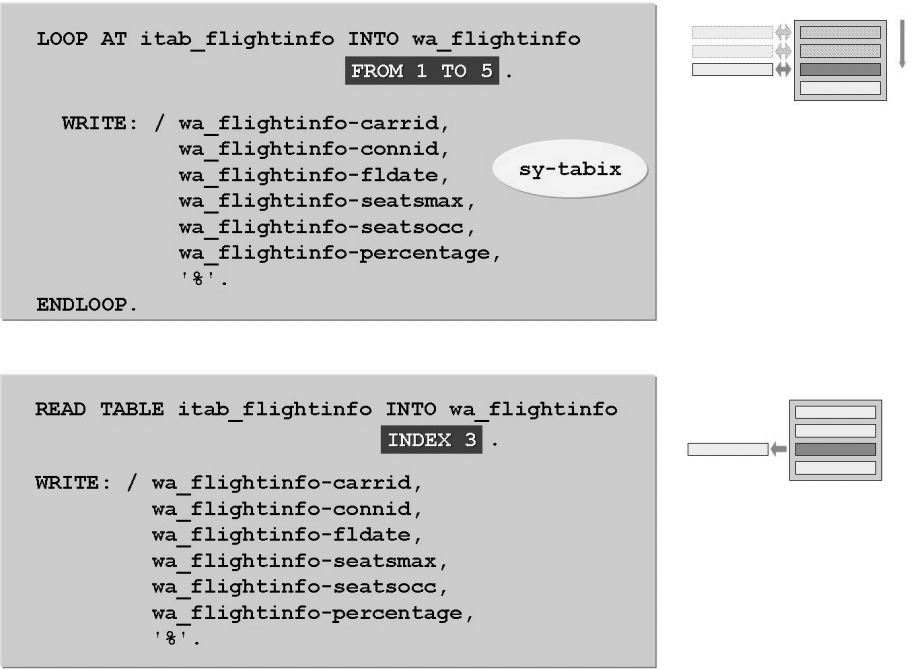 LOOP AT itab_flightinfo INTO wa_flightinfo
FROM 1 TO 5 .
WRITE: / wa_flightinfo-carrid,
wa_flightinfo-connid,
wa_flightinfo-fldate,
sy-tabix
wa_flightinfo-seatsmax,
wa_flightinfo-seatsocc,
wa_flightinfo-percentage,
'%'.
ENDLOOP.
READ TABLE itab_flightinfo INTO wa_flightinfo
INDEX 3 .
WRITE: / wa_flightinfo-carrid,
wa_flightinfo-connid,
wa_flightinfo-fldate,
wa_flightinfo-seatsmax,
wa_flightinfo-seatsocc,
wa_flightinfo-percentage,
'%'.